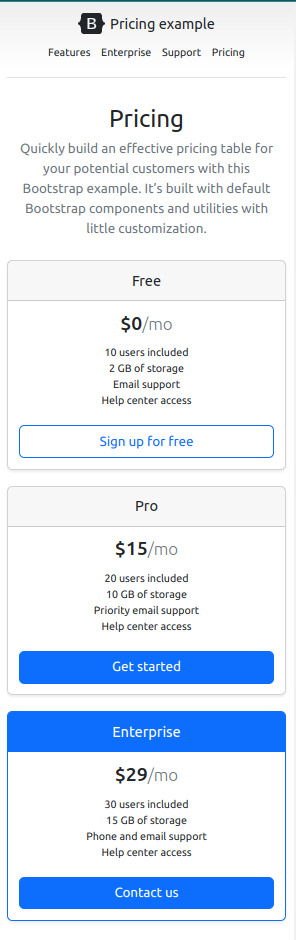 B Pricing example
Features Enterprise Support Pricing
Pricing
Quickly build an effective pricing table for
your potential customers with this
Bootstrap example. It's built with default
Bootstrap components and utilities with
little customization.
Free
$0/mo
10 users included
2 GB of storage
Email support
Help center access
Sign up for free
Pro
$15/mo
20 users included
10 GB of storage
Priority email support
Help center access
Get started
Enterprise
$29/mo
30 users included
15 GB of storage
Phone and email support
Help center access
Contact us